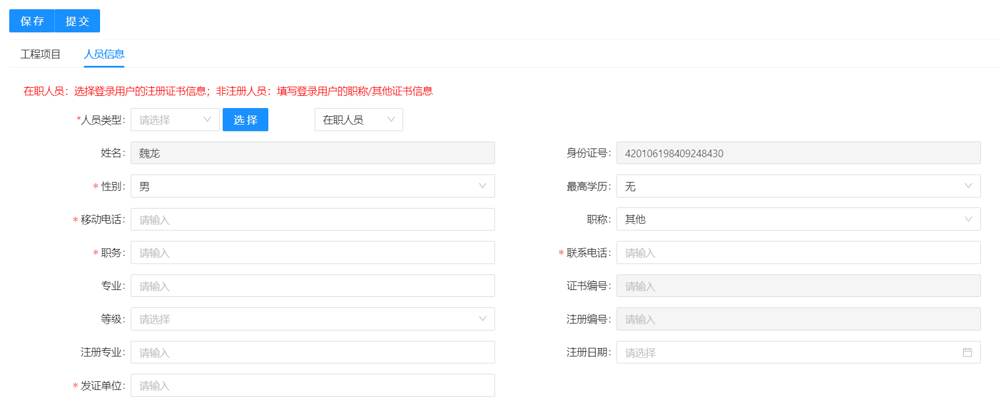 保存 提交
工程项目 人员信息
在职人员：选择登录用户的注册证书信息；非注册人员：填写登录用户的职称/其他证书信息
*人员类型： 请选择 选择 在职人员
姓名： 魏龙 身份证号： 420106198409248430
* 性别： 男 最高学历： 无
* 移动电话： 请输入 职称： 其他
* 职务： 请输入 * 联系电话： 请输入
专业： 请输入 证书编号： 请输入
等级： 请选择 注册编号： 请输入
注册专业： 请输入 注册日期： 请选择
* 发证单位： 请输入